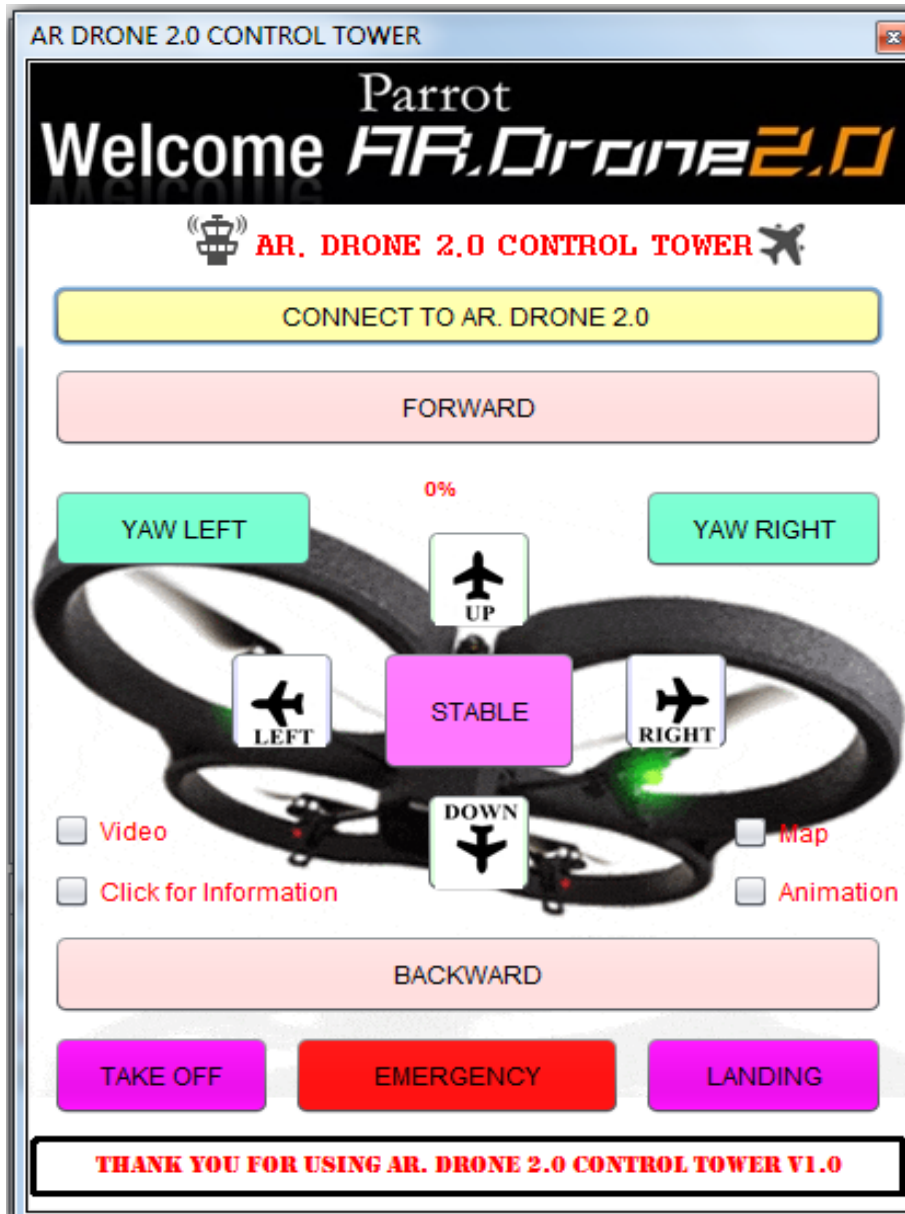 AR DRONE 2.0 CONTROL TOWER
Parrot
Welcome AR.Drone2.0
AR. DRONE 2.0 CONTROL TOWER
CONNECT TO AR. DRONE 2.0
FORWARD
0%
YAW LEFT
YAW RIGHT
UP
LEFT
STABLE
RIGHT
DOWN
Video
Map
Click for Information
Animation
BACKWARD
TAKE OFF
EMERGENCY
LANDING
THANK YOU FOR USING AR. DRONE 2.0 CONTROL TOWER V1.0